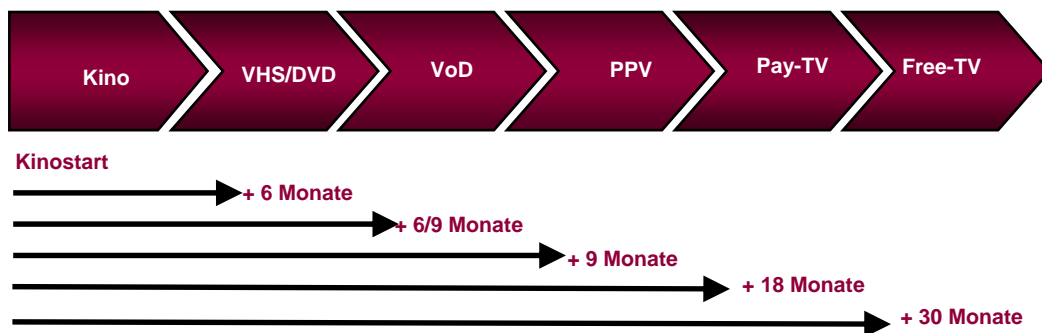 Kino
VHS/DVD
VoD
PPV
Pay-TV
Free-TV
Kinostart
+ 6 Monate
+ 6/9 Monate
+ 9 Monate
+ 18 Monate
+ 30 Monate